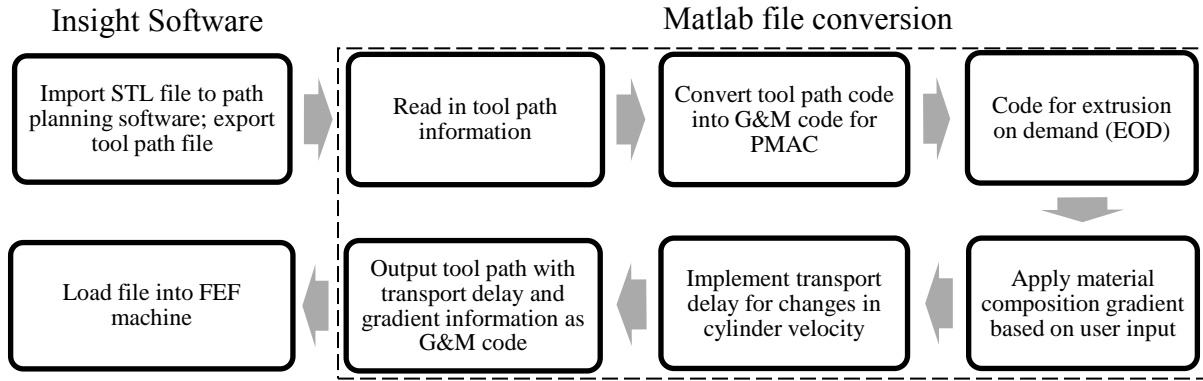 Insight Software
Matlab file conversion
Import STL file to path
planning software; export
tool path file
Read in tool path
information
Convert tool path code
into G&M code for
PMAC
Code for extrusion
on demand (EOD)
Apply material
composition gradient
based on user input
Implement transport
delay for changes in
cylinder velocity
Output tool path with
transport delay and
gradient information as
G&M code
Load file into FEF
machine